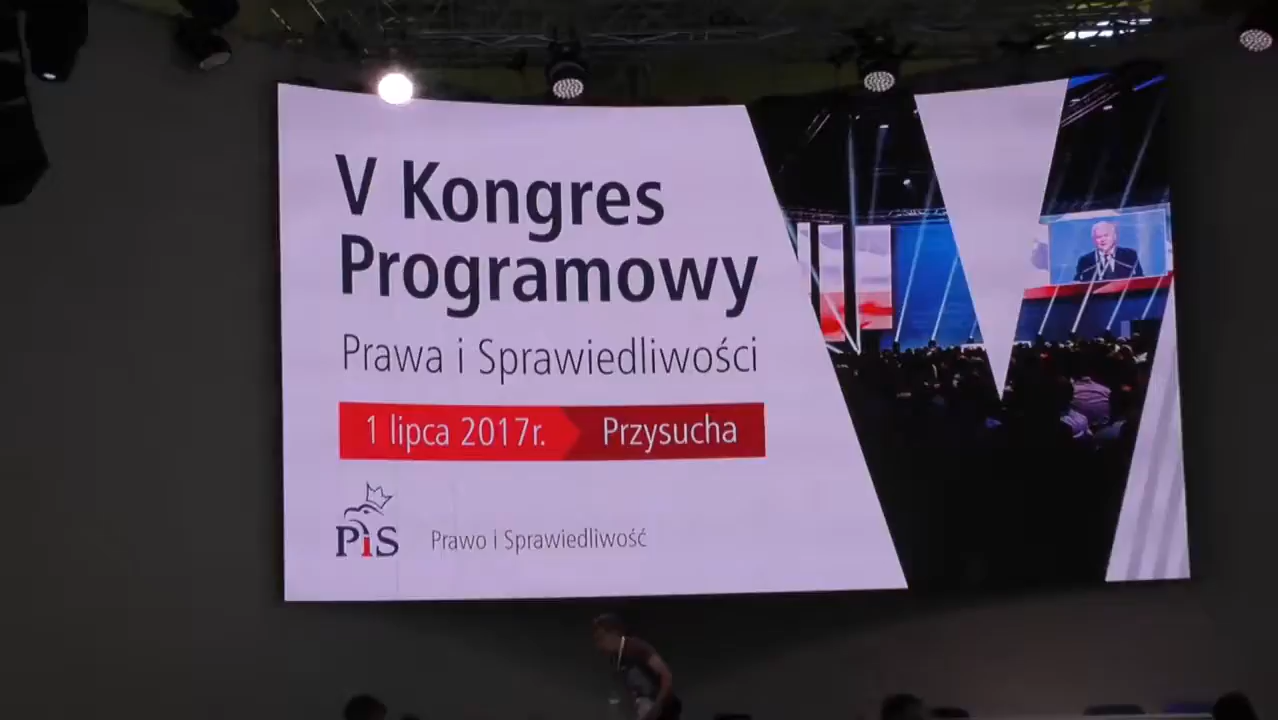 V Kongres
Programowy
Prawa i Sprawiedliwości
1 lipca 2017r. Przysucha
PiS Prawo i Sprawiedliwość